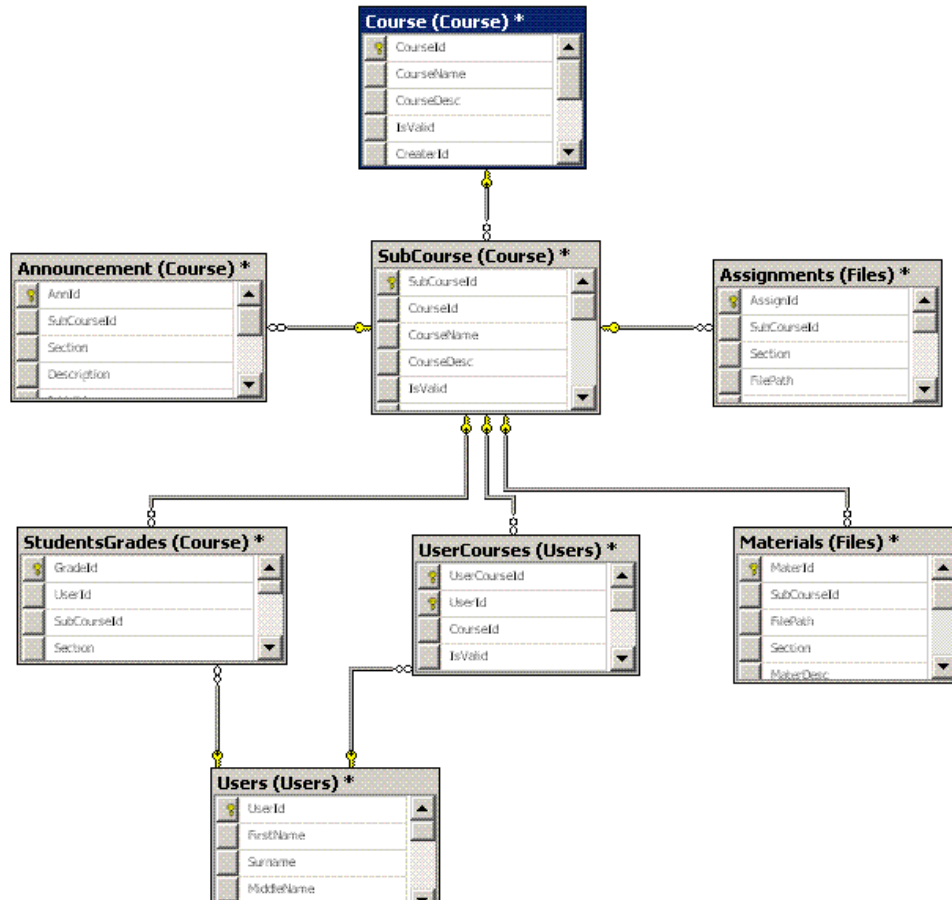 Course (Course) *
CourseId
CourseName
CourseDesc
IsValid
CreaterId
Announcement (Course) *
AnnId
SubCourseId
Section
Description
SubCourse (Course) *
SubCourseId
CourseId
CourseName
CourseDesc
IsValid
Assignments (Files) *
AssignId
SubCourseId
Section
FilePath
StudentsGrades (Course) *
GradeId
UserId
SubCourseId
Section
UserCourses (Users) *
UserCourseId
UserId
CourseId
IsValid
Materials (Files) *
MaterId
SubCourseId
FilePath
Section
MaterDesc
Users (Users) *
UserId
FirstName
Surname
MiddleName